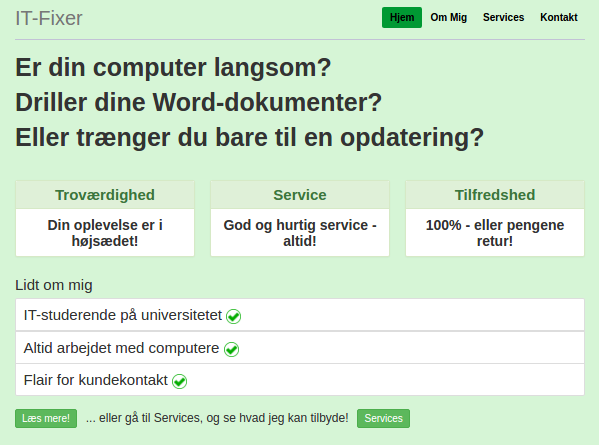 IT-Fixer
Hjem Om Mig Services Kontakt
Er din computer langsom?
Driller dine Word-dokumenter?
Eller trænger du bare til en opdatering?
Troværdighed
Din oplevelse er i
højsædet!
Service
God og hurtig service -
altid!
Tilfredshed
100% - eller pengene
retur!
Lidt om mig
IT-studerende på universitetet
Altid arbejdet med computere
Flair for kundekontakt
Læs mere! ... eller gå til Services, og se hvad jeg kan tilbyde! Services